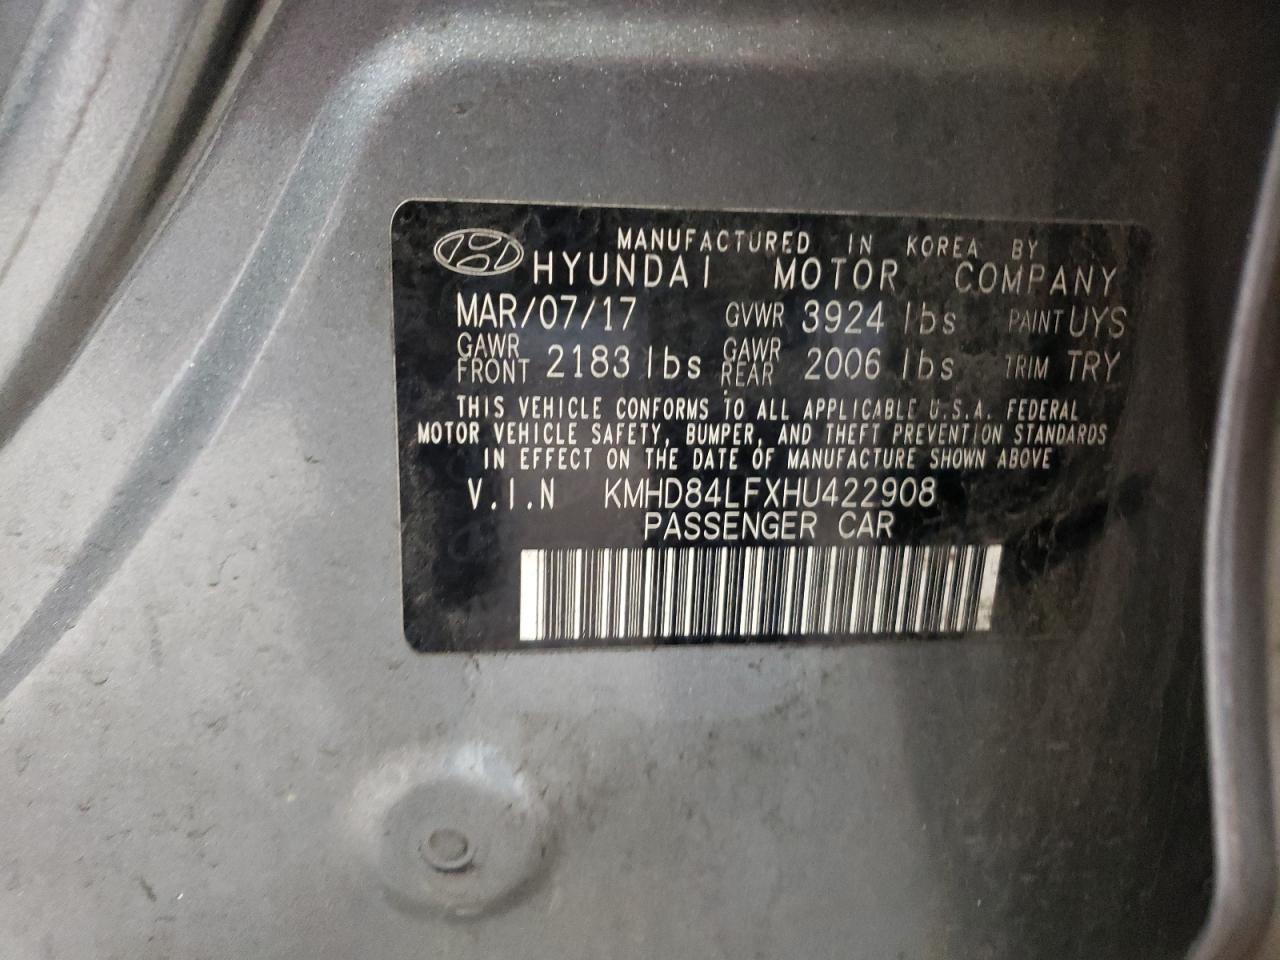 MANUFACTURED IN KOREA BY
HYUNDAI MOTOR COMPANY
MAR/07/17 GVWR 3924 lbs PAINT UYS
GAWR FRONT 2183 lbs GAWR REAR 2006 lbs TRIM TRY
THIS VEHICLE CONFORMS TO ALL APPLICABLE U.S.A. FEDERAL
MOTOR VEHICLE SAFETY, BUMPER, AND THEFT PREVENTION STANDARDS
IN EFFECT ON THE DATE OF MANUFACTURE SHOWN ABOVE
V.I.N KMHD84LFXHU422908
PASSENGER CAR